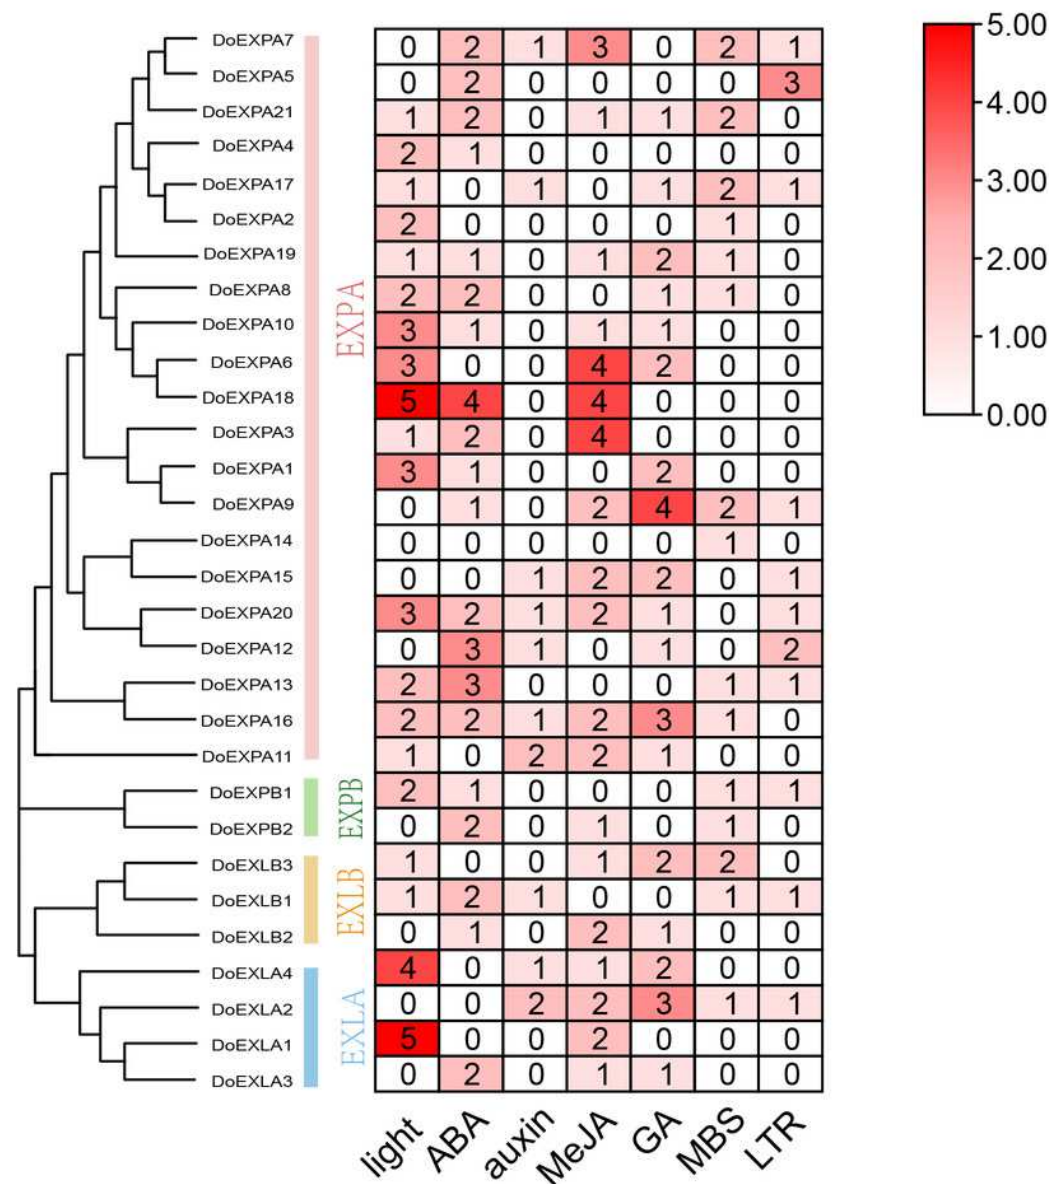 DoEXPA7 0 2 1 3 0 2 1
DoEXPA5 0 2 0 0 0 0 3
DoEXPA21 1 2 0 1 1 2 0
DoEXPA4 2 1 0 0 0 0 0
DoEXPA17 1 0 1 0 1 2 1
DoEXPA2 2 0 0 0 0 1 0
DoEXPA19 1 1 0 1 2 1 0
DoEXPA8 2 2 0 0 1 1 0
DoEXPA10 3 1 0 1 1 0 0
DoEXPA6 3 0 0 4 2 0 0
DoEXPA18 5 4 0 4 0 0 0
DoEXPA3 1 2 0 4 0 0 0
DoEXPA1 3 1 0 0 2 0 0
DoEXPA9 0 1 0 2 4 2 1
DoEXPA14 0 0 0 0 0 1 0
DoEXPA15 0 0 1 2 2 0 1
DoEXPA20 3 2 1 2 1 0 1
DoEXPA12 0 3 1 0 1 0 2
DoEXPA13 2 3 0 0 0 1 1
DoEXPA16 2 2 1 2 3 1 0
DoEXPA11 1 0 2 2 1 0 0
DoEXPB1 2 1 0 0 0 1 1
DoEXPB2 0 2 0 1 0 1 0
DoEXLB3 1 0 0 1 2 2 0
DoEXLB1 1 2 1 0 0 1 1
DoEXLB2 0 1 0 2 1 0 0
DoEXLA4 4 0 1 1 2 0 0
DoEXLA2 0 0 2 2 3 1 1
DoEXLA1 5 0 0 2 0 0 0
DoEXLA3 0 2 0 1 1 0 0
EXPA
EXPB
EXLB
EXLA
light ABA auxin MeJA GA MBS LTR
5.00
4.00
3.00
2.00
1.00
0.00